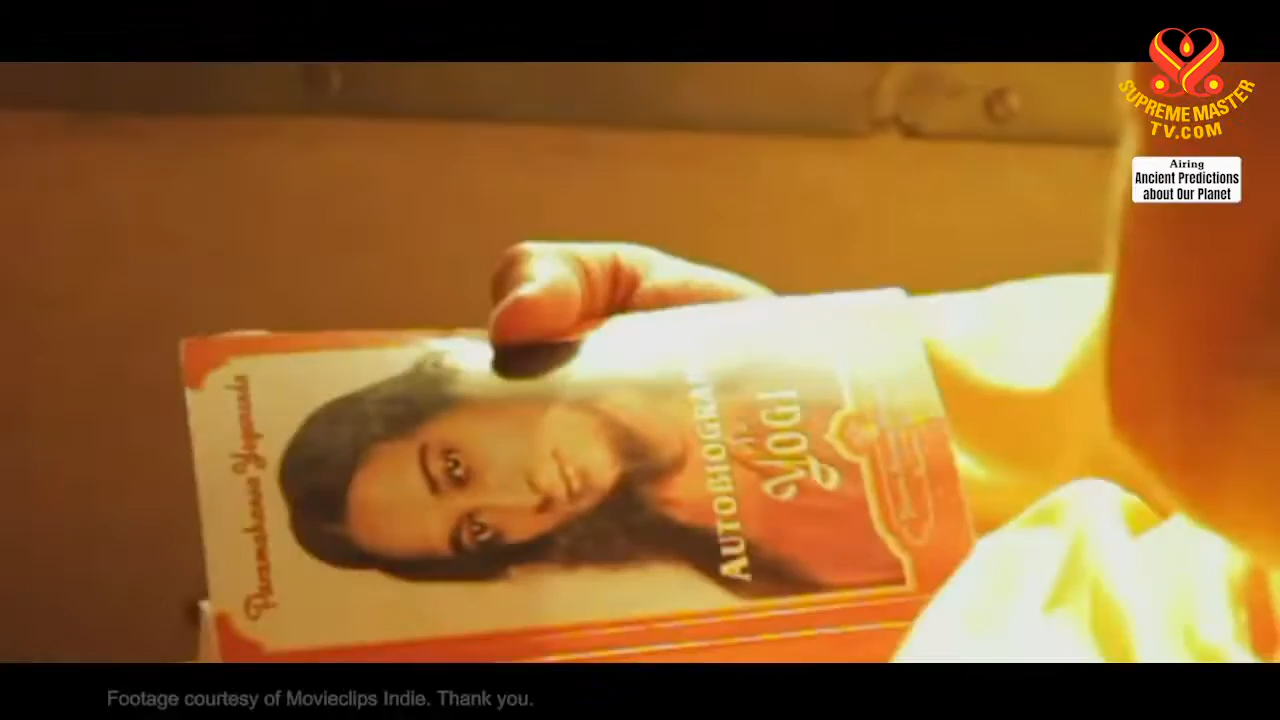 SUPREME MASTER
TV.COM
Airing
Ancient Predictions
about Our Planet
Paramahansa Yogananda
AUTOBIOGRAPHY
YOGI
Footage courtesy of Movieclips Indie. Thank you.